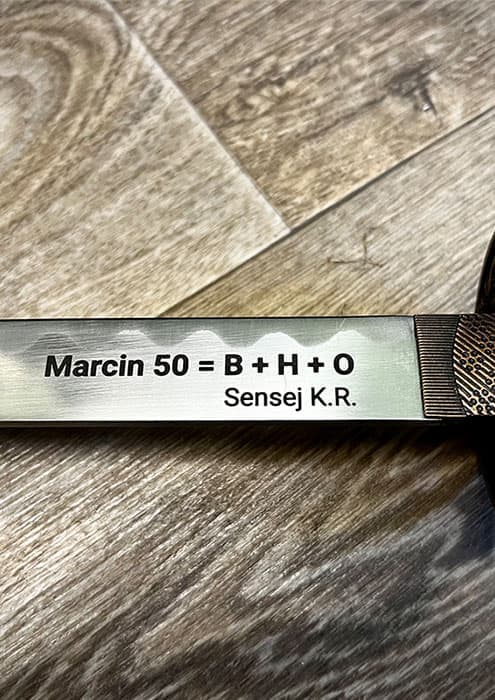 Marcin 50 = B + H + O
Sensej K.R.